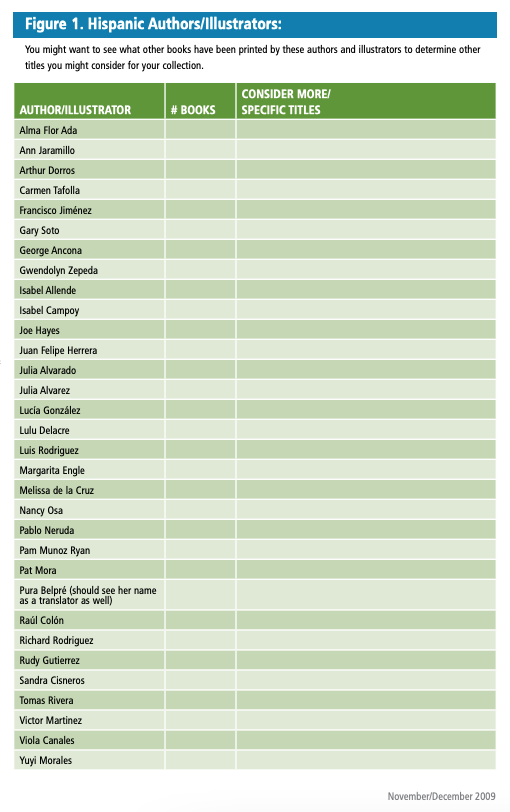 Figure 1. Hispanic Authors/Illustrators:
You might want to see what other books have been printed by these authors and illustrators to determine other
titles you might consider for your collection.
AUTHOR/ILLUSTRATOR # BOOKS CONSIDER MORE/
SPECIFIC TITLES
Alma Flor Ada
Ann Jaramillo
Arthur Dorros
Carmen Tafolla
Francisco Jiménez
Gary Soto
George Ancona
Gwendolyn Zepeda
Isabel Allende
Isabel Campoy
Joe Hayes
Juan Felipe Herrera
Julia Alvarado
Julia Alvarez
Lucía González
Lulu Delacre
Luis Rodriguez
Margarita Engle
Melissa de la Cruz
Nancy Osa
Pablo Neruda
Pam Munoz Ryan
Pat Mora
Pura Belpré (should see her name
as a translator as well)
Raúl Colón
Richard Rodriguez
Rudy Gutierrez
Sandra Cisneros
Tomas Rivera
Victor Martinez
Viola Canales
Yuyi Morales
November/December 2009